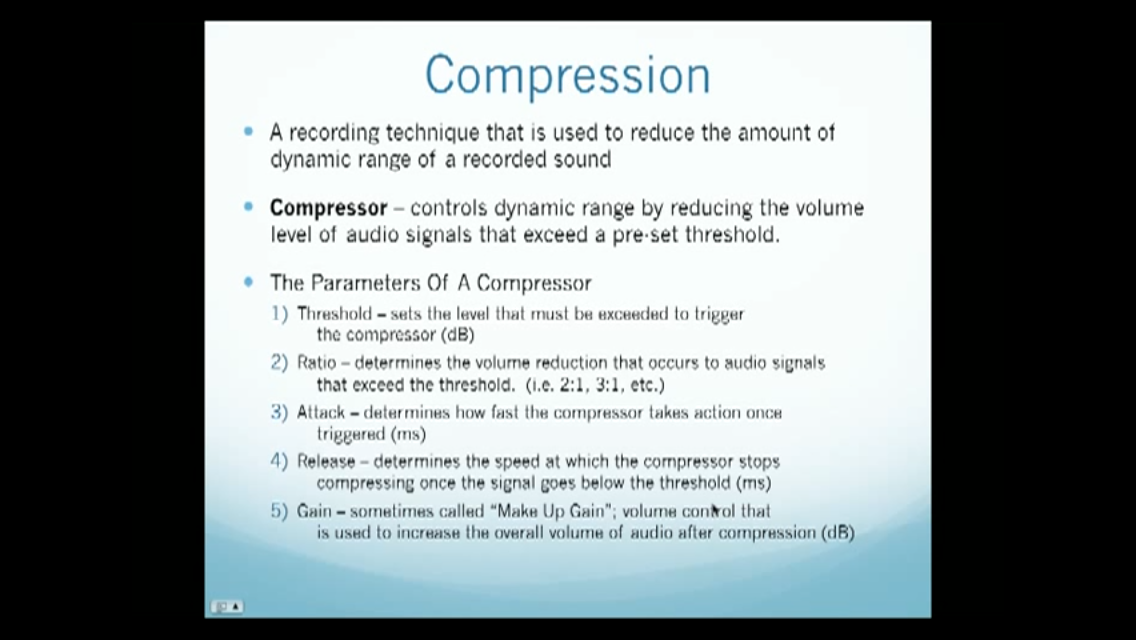 Compression
• A recording technique that is used to reduce the amount of
dynamic range of a recorded sound
• Compressor – controls dynamic range by reducing the volume
level of audio signals that exceed a pre-set threshold.
• The Parameters Of A Compressor
1) Threshold – sets the level that must be exceeded to trigger
the compressor (dB)
2) Ratio – determines the volume reduction that occurs to audio signals
that exceed the threshold. (i.e. 2:1, 3:1, etc.)
3) Attack – determines how fast the compressor takes action once
triggered (ms)
4) Release – determines the speed at which the compressor stops
compressing once the signal goes below the threshold (ms)
5) Gain – sometimes called “Make Up Gain”; volume control that
is used to increase the overall volume of audio after compression (dB)